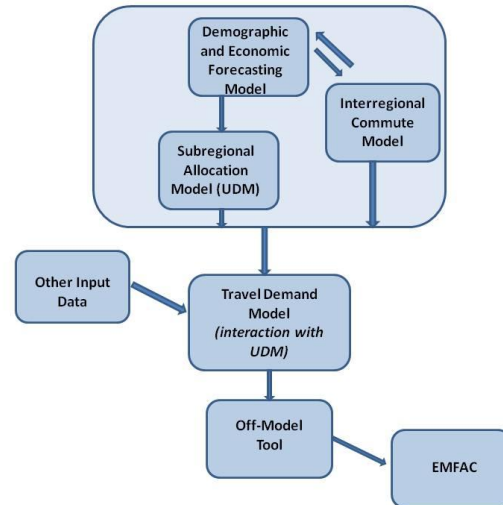 Demographic
and Economic
Forecasting
Model
Interregional
Commute
Model
Subregional
Allocation
Model (UDM)
Other Input
Data
Travel Demand
Model
(interaction with
UDM)
Off-Model
Tool
EMFAC